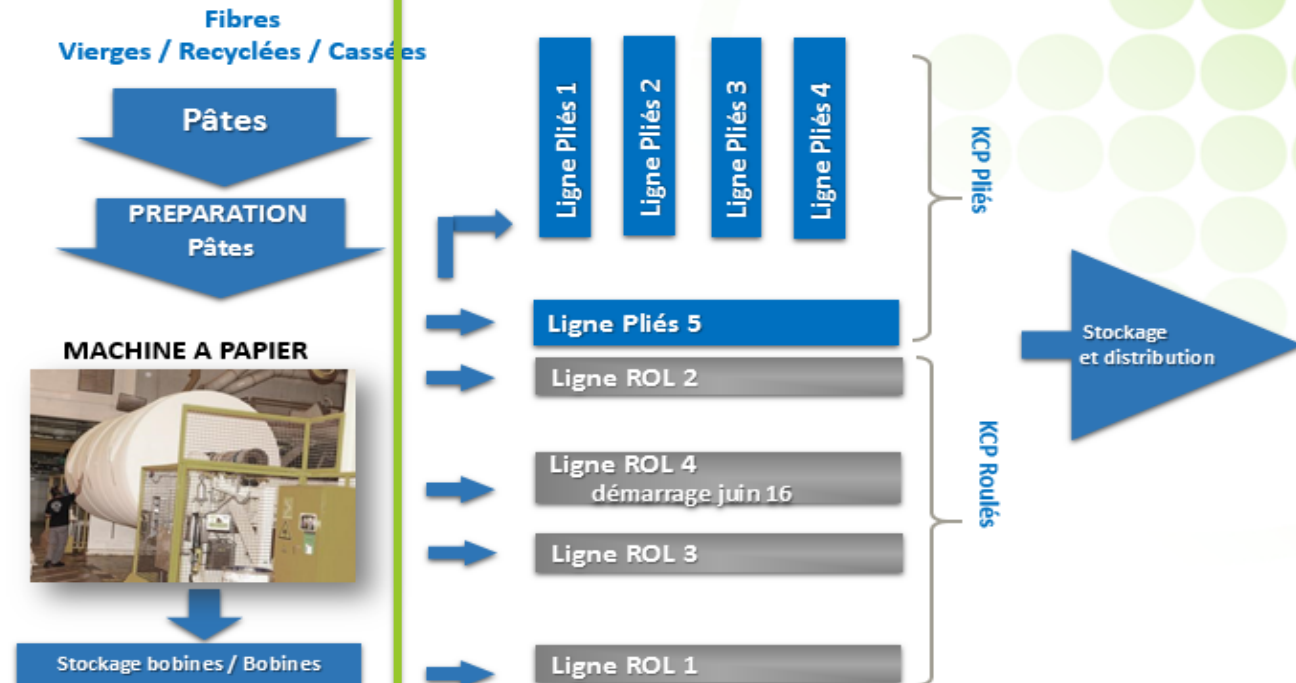 Fibres
Vierges / Recyclées / Cassées
Pâtes
PREPARATION
Pâtes
MACHINE A PAPIER
Stockage bobines / Bobines
Ligne Pliés 1
Ligne Pliés 2
Ligne Pliés 3
Ligne Pliés 4
Ligne Pliés 5
Ligne ROL 2
Ligne ROL 4
démarrage juin 16
Ligne ROL 3
Ligne ROL 1
KCP Pliés
KCP Roulés
Stockage
et distribution